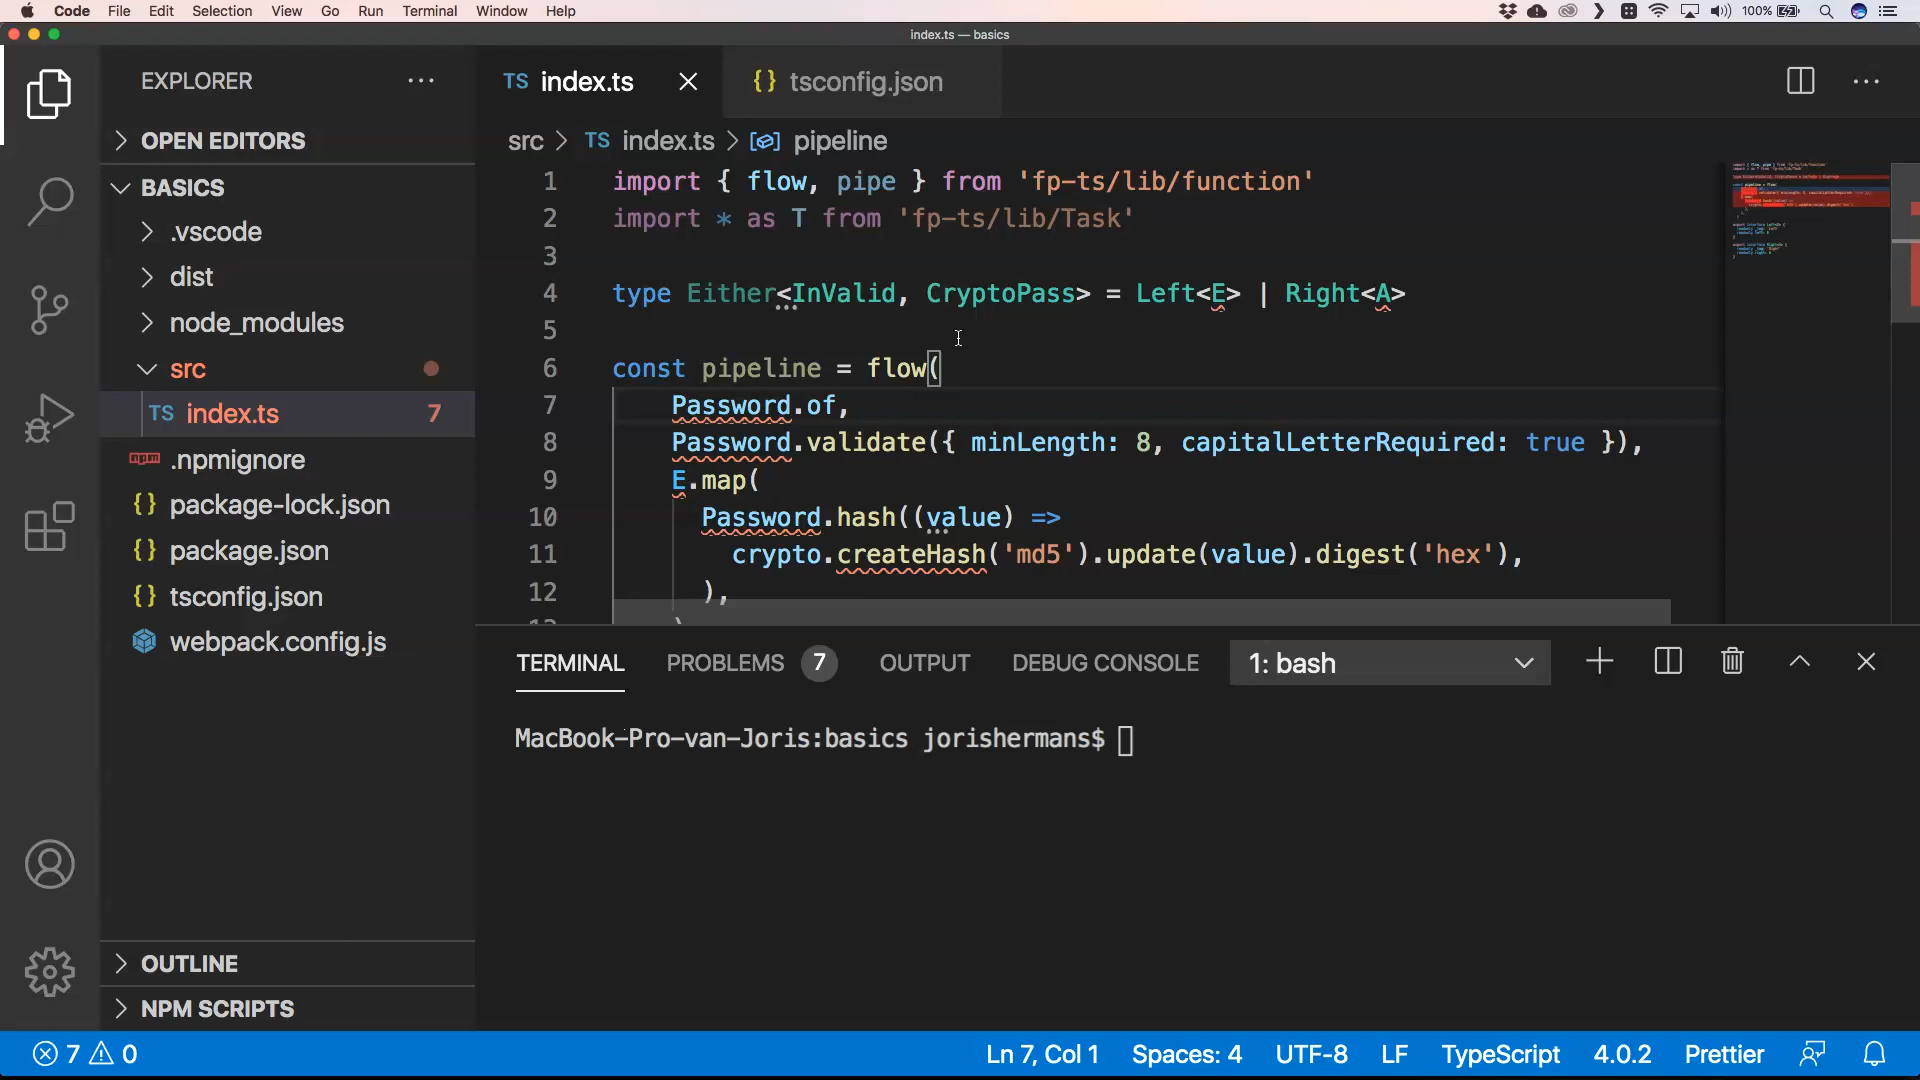 Code File Edit Selection View Go Run Terminal Window Help 100%
index.ts — basics
EXPLORER
TS index.ts
{} tsconfig.json
OPEN EDITORS
BASICS
.vscode
dist
node_modules
src
TS index.ts 7
.npmignore
{} package-lock.json
{} package.json
{} tsconfig.json
webpack.config.js
OUTLINE
NPM SCRIPTS
src > TS index.ts > pipeline
1 import { flow, pipe } from 'fp-ts/lib/function'
2 import * as T from 'fp-ts/lib/Task'
3
4 type Either<InValid, CryptoPass> = Left<E> | Right<A>
5
6 const pipeline = flow(
7 Password.of,
8 Password.validate({ minLength: 8, capitalLetterRequired: true }),
9 E.map(
10 Password.hash((value) =>
11 crypto.createHash('md5').update(value).digest('hex'),
12 ),
TERMINAL PROBLEMS 7 OUTPUT DEBUG CONSOLE 1: bash
MacBook-Pro-van-Joris:basics jorishermans$
7 0 Ln 7, Col 1 Spaces: 4 UTF-8 LF TypeScript 4.0.2 Prettier